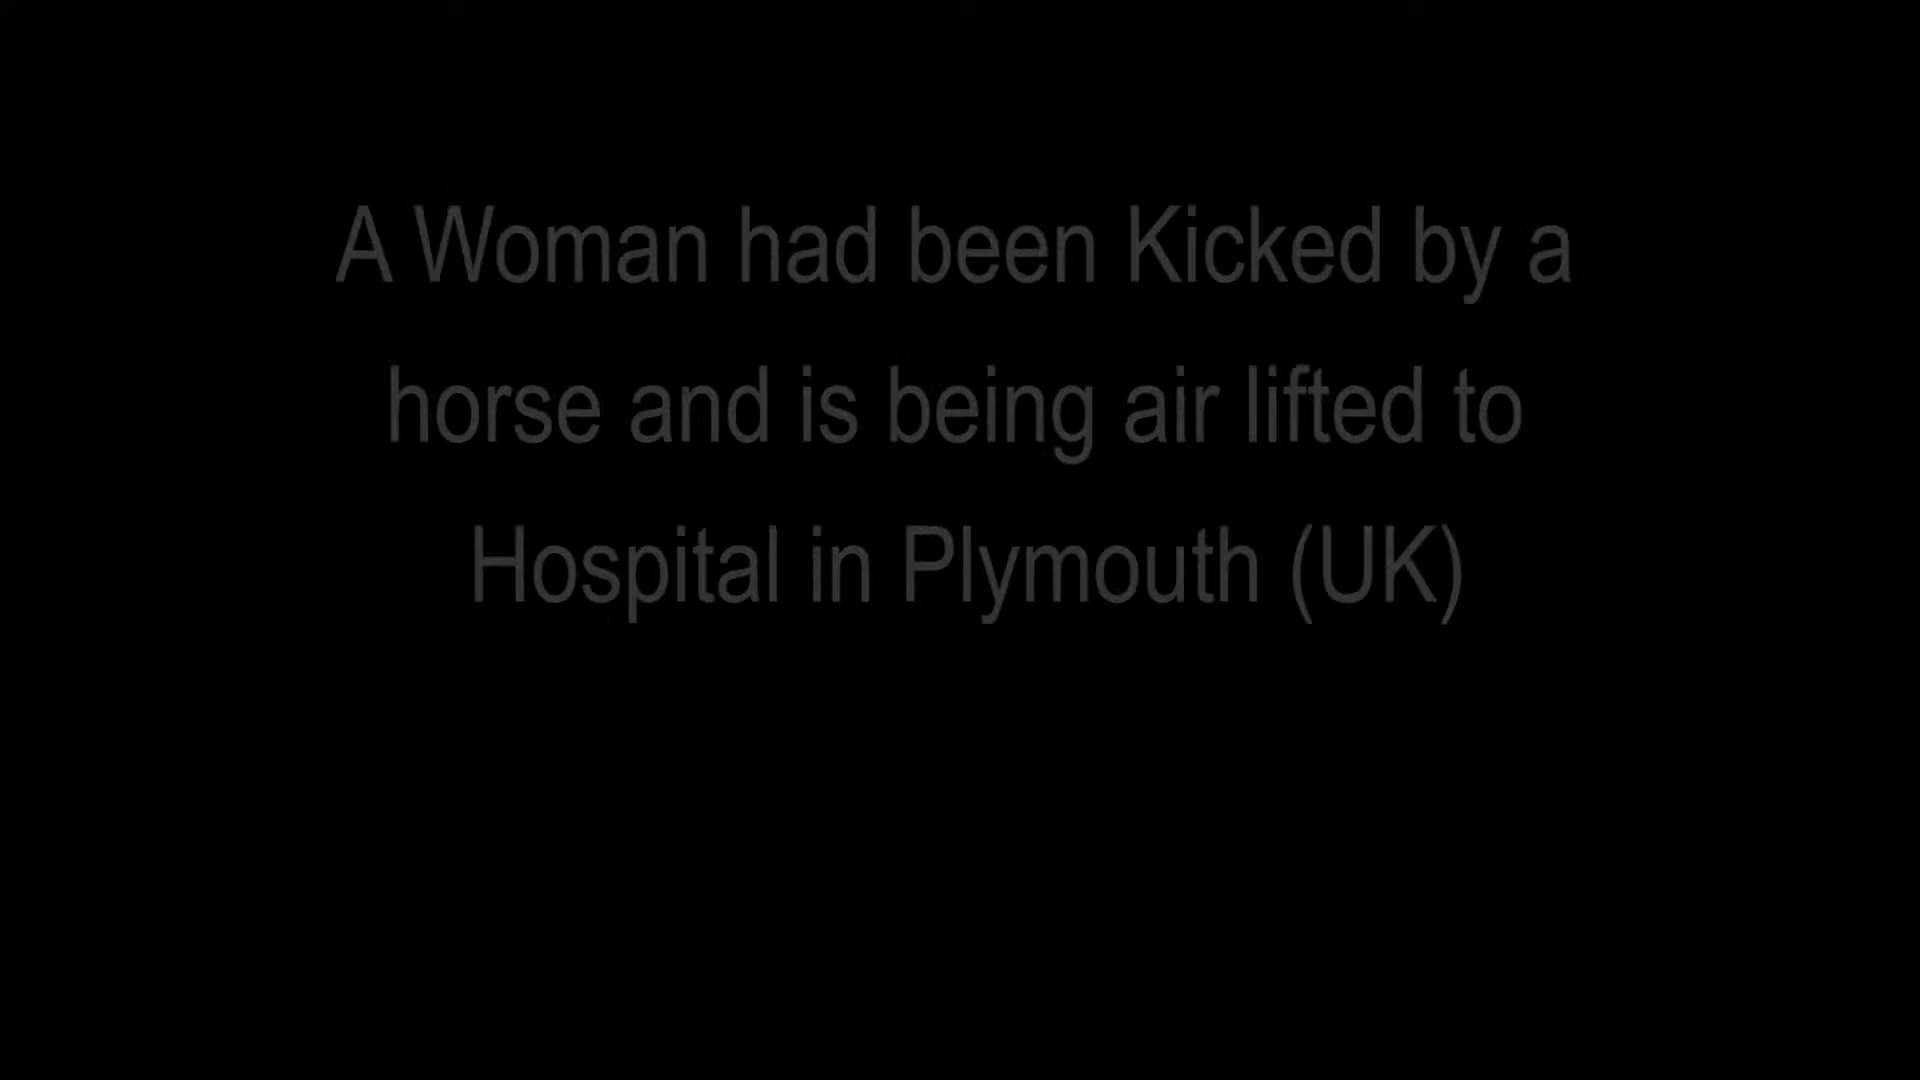 A Woman had been Kicked by a
horse and is being air lifted to
Hospital in Plymouth (UK)